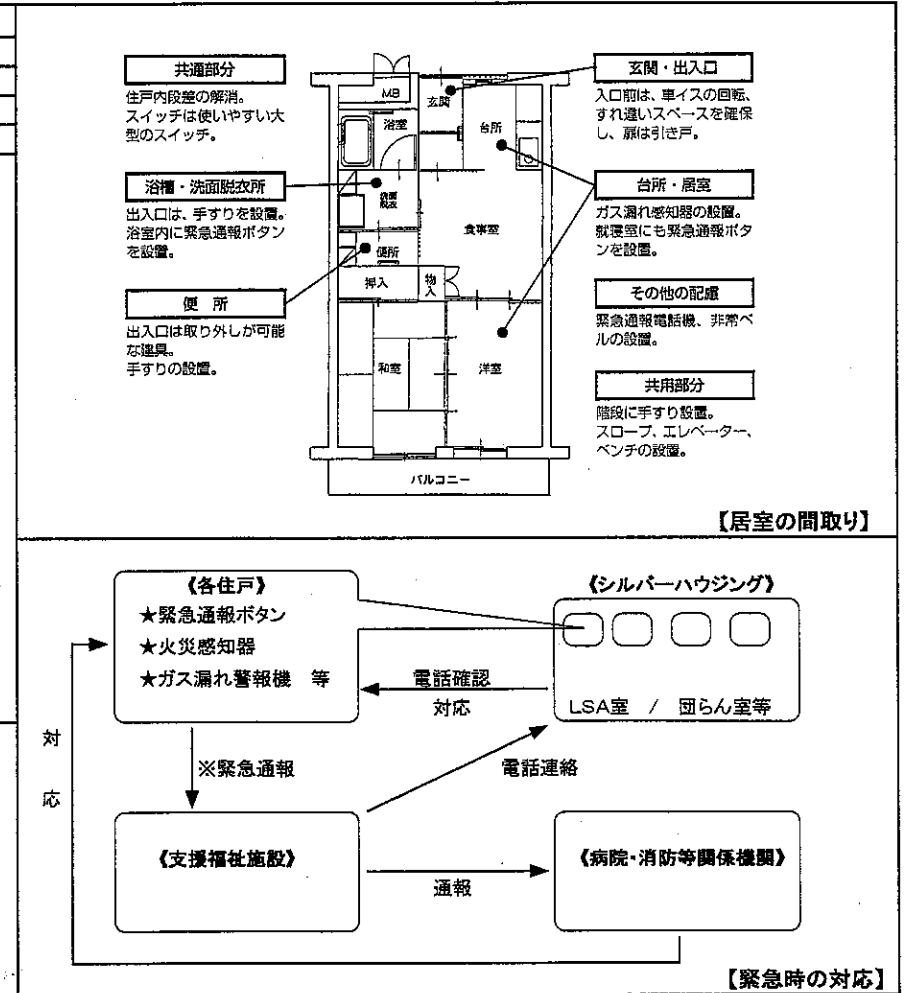 共通部分
住戸内段差の解消。
スイッチは使いやすい大
型のスイッチ。
浴槽・洗面脱衣所
出入口は、手すりを設置。
浴室内に緊急通報ボタン
を設置。
便 所
出入口は取り外しが可能
な建具。
手すりの設置。
MB
玄関
浴室
台所
洗面
脱衣
食事室
便所
押入
物入
和室
洋室
バルコニー
玄関・出入口
入口前は、車イスの回転、
すれ違いスペースを確保
し、扉は引き戸。
台所・居室
ガス漏れ感知器の設置。
就寝室にも緊急通報ボタ
ンを設置。
その他の配慮
緊急通報電話機、非常ベ
ルの設置。
共用部分
階段に手すり設置。
スロープ、エレベーター、
ベンチの設置。
【居室の間取り】
《各住戸》
★緊急通報ボタン
★火災感知器
★ガス漏れ警報機 等
《シルバーハウジング》
LSA室 / 団らん室等
電話確認
対応
対応
※緊急通報
電話連絡
《支援福祉施設》
通報
《病院・消防等関係機関》
【緊急時の対応】